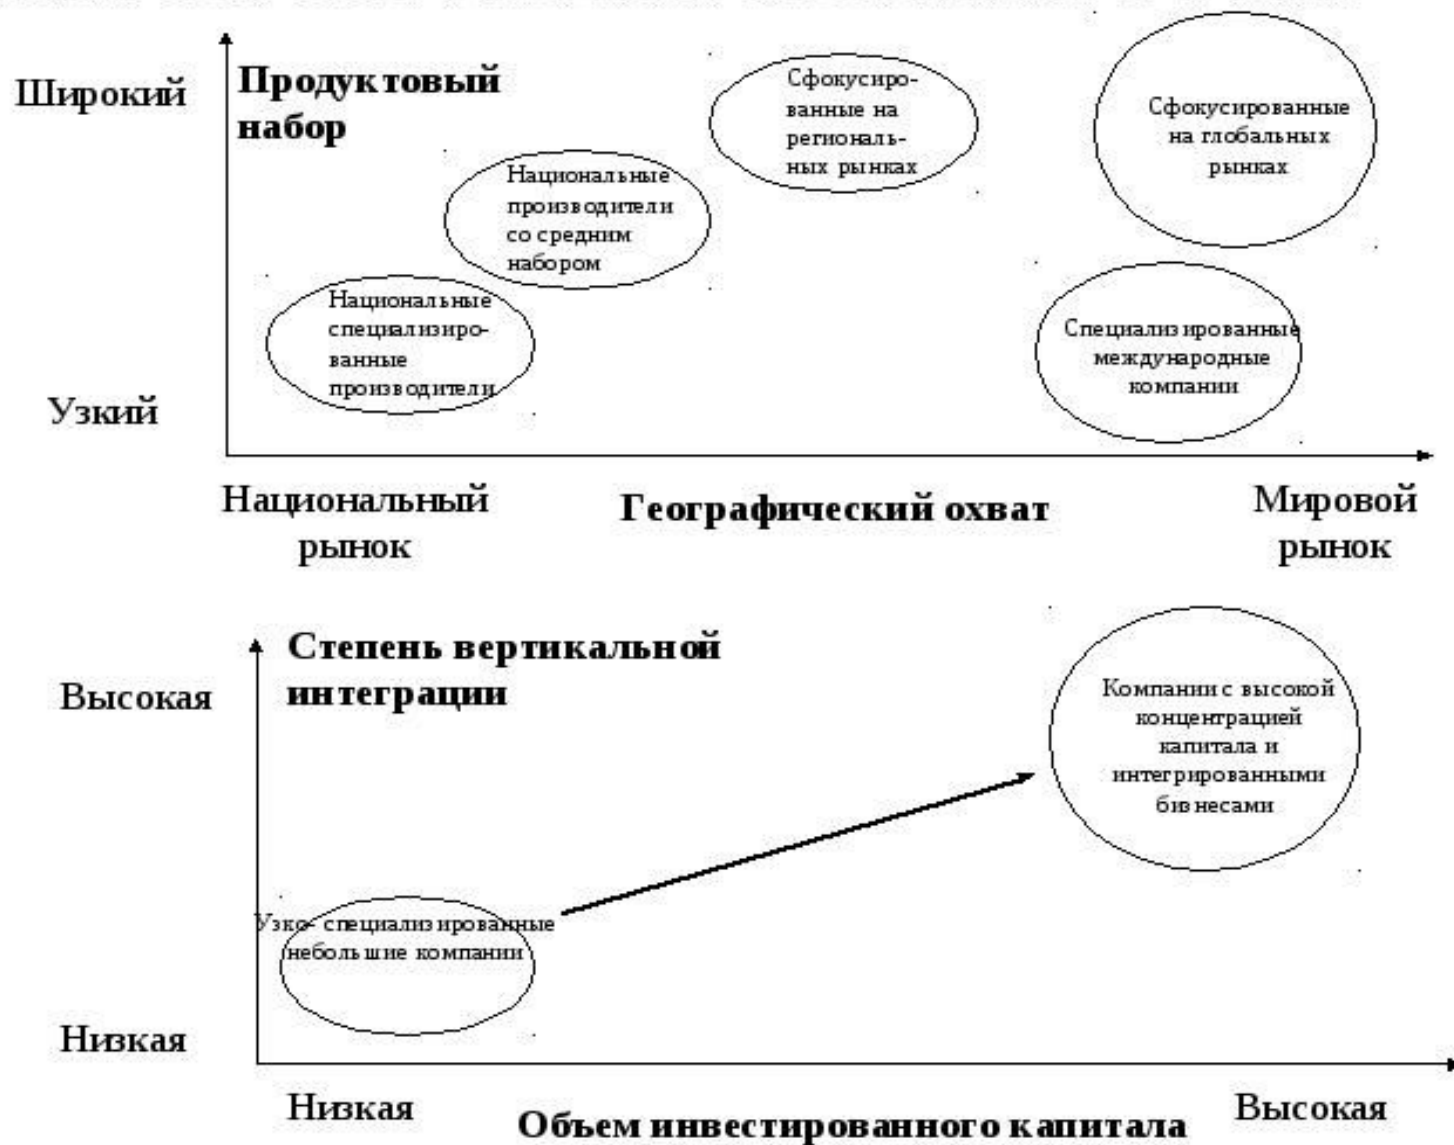 Широкий
Продуктовый
набор
Сфокусиро-
ванные на
региональ-
ных рынках
Сфокусированные
на глобальных
рынках
Национальные
производители
со средним
набором
Национальные
специализиро-
ванные
производители
Специализированные
международные
компании
Узкий
Национальный
рынок
Географический охват
Мировой
рынок
Степень вертикальной
интеграции
Высокая
Компании с высокой
концентрацией
капитала и
интегрированными
бизнесами
Узко- специализированные
небольшие компании
Низкая
Низкая
Объем инвестированного капитала
Высокая